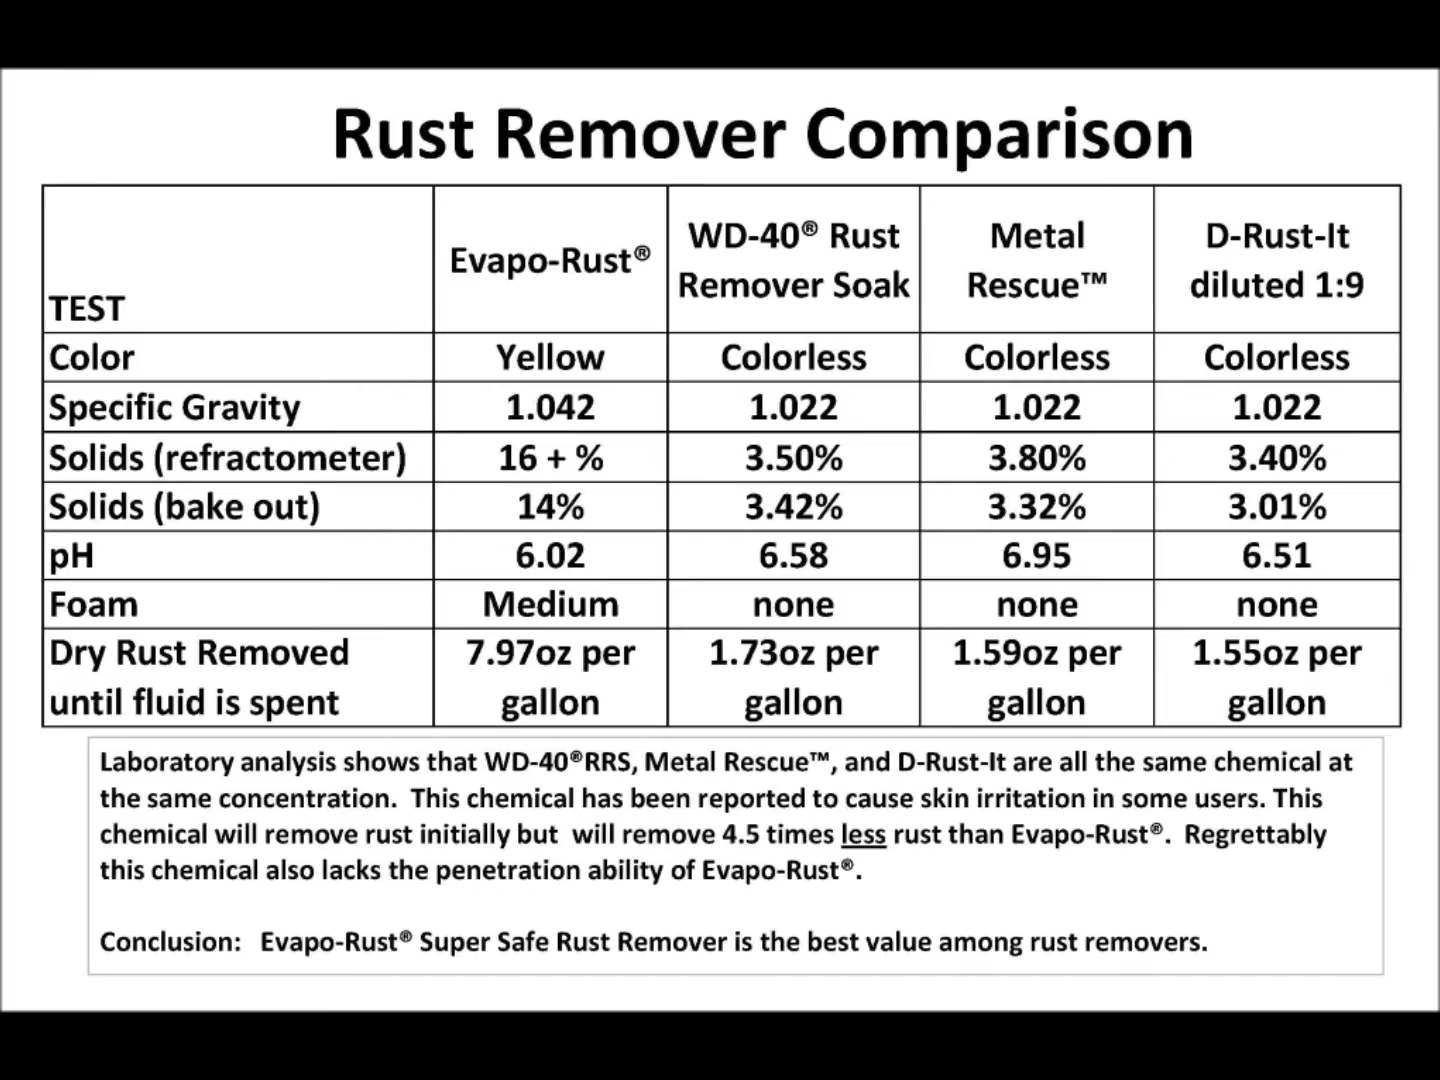 Rust Remover Comparison
TEST Evapo-Rust® WD-40® Rust Remover Soak Metal Rescue™ D-Rust-It diluted 1:9
Color Yellow Colorless Colorless Colorless
Specific Gravity 1.042 1.022 1.022 1.022
Solids (refractometer) 16 + % 3.50% 3.80% 3.40%
Solids (bake out) 14% 3.42% 3.32% 3.01%
pH 6.02 6.58 6.95 6.51
Foam Medium none none none
Dry Rust Removed until fluid is spent 7.97oz per gallon 1.73oz per gallon 1.59oz per gallon 1.55oz per gallon
Laboratory analysis shows that WD-40®RRS, Metal Rescue™, and D-Rust-It are all the same chemical at
the same concentration. This chemical has been reported to cause skin irritation in some users. This
chemical will remove rust initially but will remove 4.5 times less rust than Evapo-Rust®. Regrettably
this chemical also lacks the penetration ability of Evapo-Rust®.
Conclusion: Evapo-Rust® Super Safe Rust Remover is the best value among rust removers.